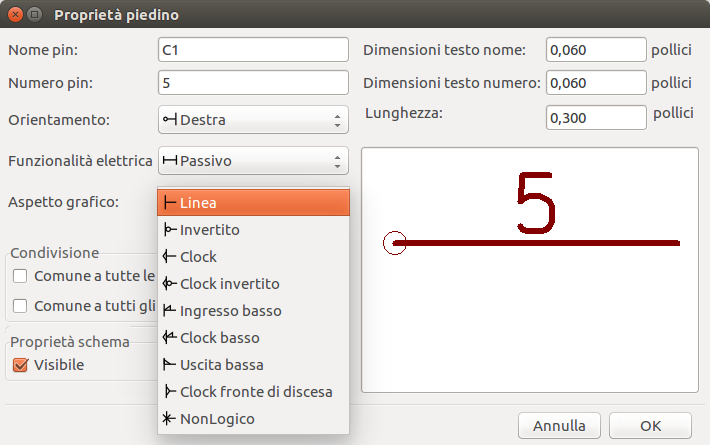 Proprietà piedino
Nome pin: C1 Dimensioni testo nome: 0,060 pollici
Numero pin: 5 Dimensioni testo numero: 0,060 pollici
Orientamento: Destra Lunghezza: 0,300 pollici
Funzionalità elettrica Passivo
Aspetto grafico:
Linea
Invertito
Clock
Clock invertito
Ingresso basso
Clock basso
Uscita bassa
Clock fronte di discesa
NonLogico
Condivisione
Comune a tutte le
Comune a tutti gli
Proprietà schema
Visibile
5
Annulla OK